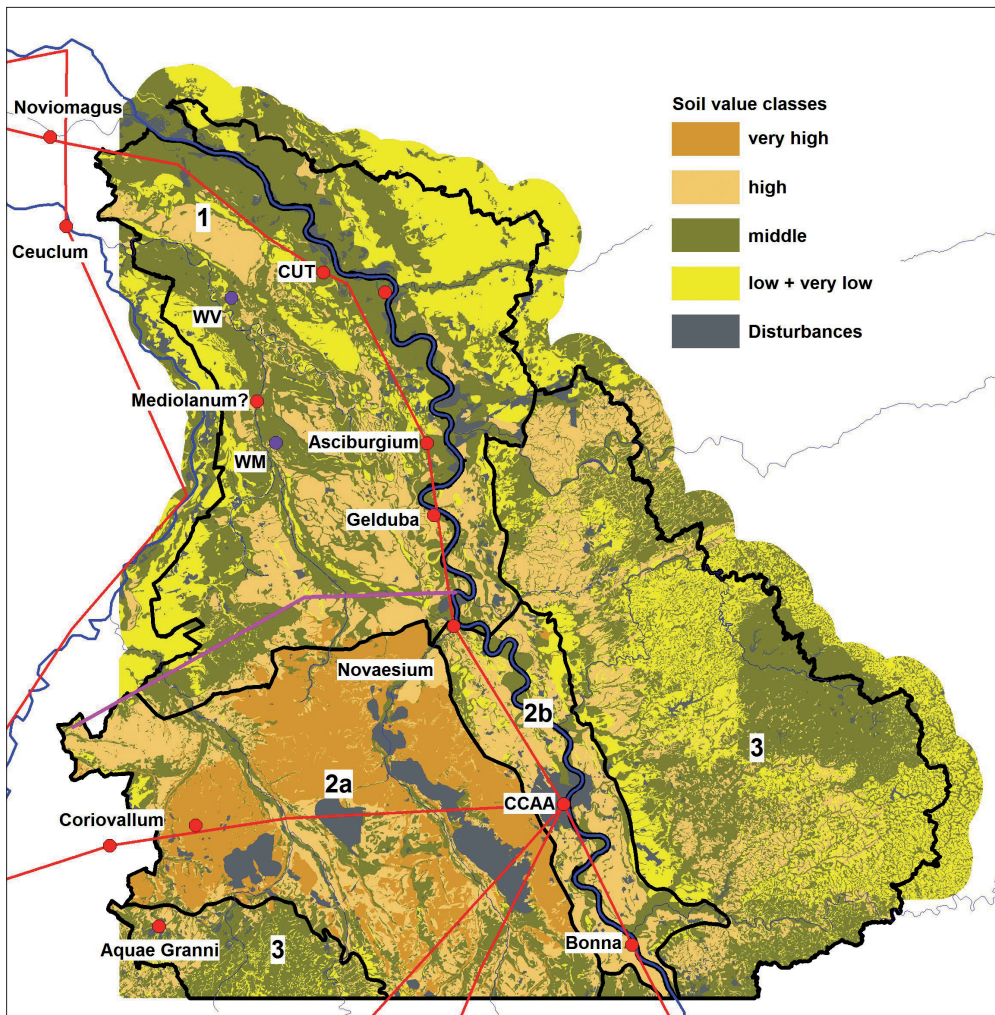 Noviomagus
Soil value classes
very high
high
middle
low + very low
Disturbances
1
Ceuclum
CUT
WV
Mediolanum?
Asciburgium
WM
Gelduba
Novaesium
2b
3
2a
CCAA
Coriovallum
Aquae Granni
3
Bonna